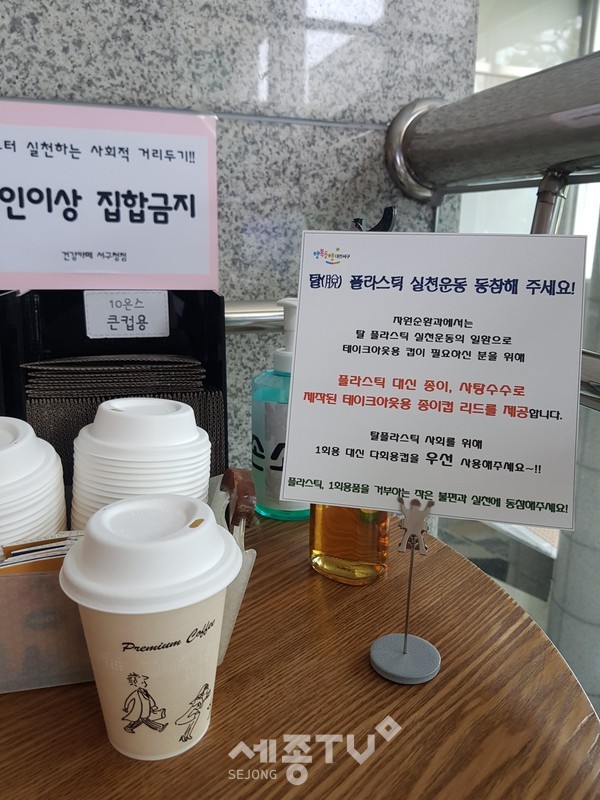 터 실천하는 사회적 거리두기!!
인이상 집합금지
건강카페 서구청점
10온스
큰컵용
대전서구
탈(脫) 플라스틱 실천운동 동참해 주세요!
자원순환과에서는
탈 플라스틱 실천운동의 일환으로
테이크아웃용 컵이 필요하신 분을 위해
플라스틱 대신 종이, 사탕수수로
제작된 테이크아웃용 종이컵 리드를 제공합니다.
탈플라스틱 사회를 위해
1회용 대신 다회용컵을 우선 사용해주세요~!!
플라스틱, 1회용품을 거부하는 작은 불편과 실천에 동참해주세요!
손소
Premium Coffee
세종TV
SEJONG